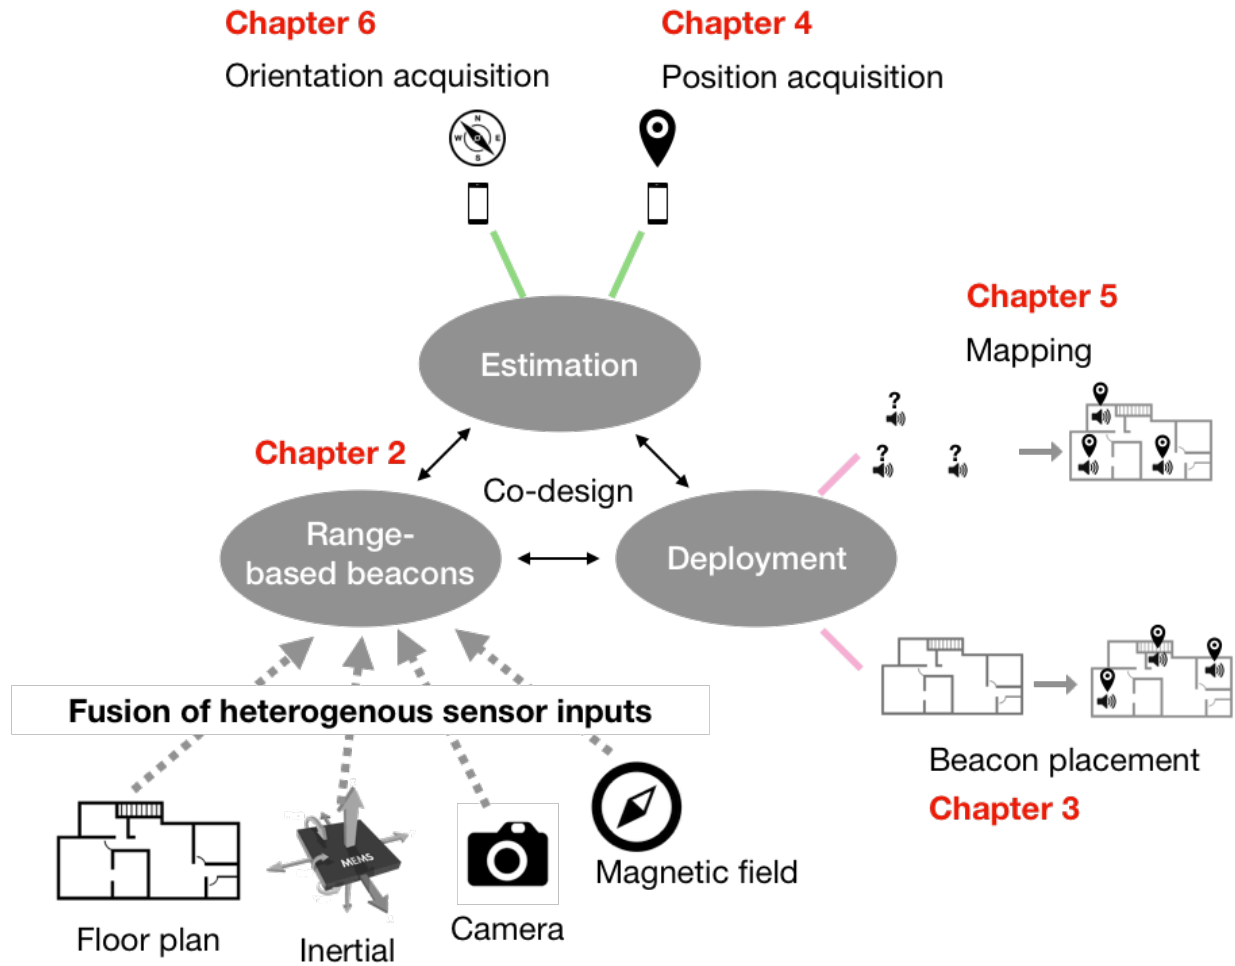 Chapter 6
Orientation acquisition
Chapter 4
Position acquisition
N
W
E
S
Estimation
Chapter 5
Mapping
?
?
?
Chapter 2
Co-design
Range-
based beacons
Deployment
Fusion of heterogenous sensor inputs
Beacon placement
Chapter 3
MEMS
Floor plan
Inertial
Camera
Magnetic field